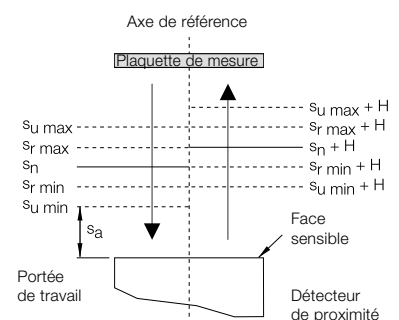 Axe de référence
Plaquette de mesure
su max + H
su max
sr max + H
sr max
sn + H
sn
sr min + H
sr min
su min + H
su min
sa
Face
sensible
Portée
de travail
Détecteur
de proximité